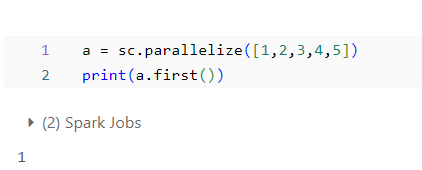 1 a = sc.parallelize([1,2,3,4,5])
2 print(a.first())
(2) Spark Jobs
1